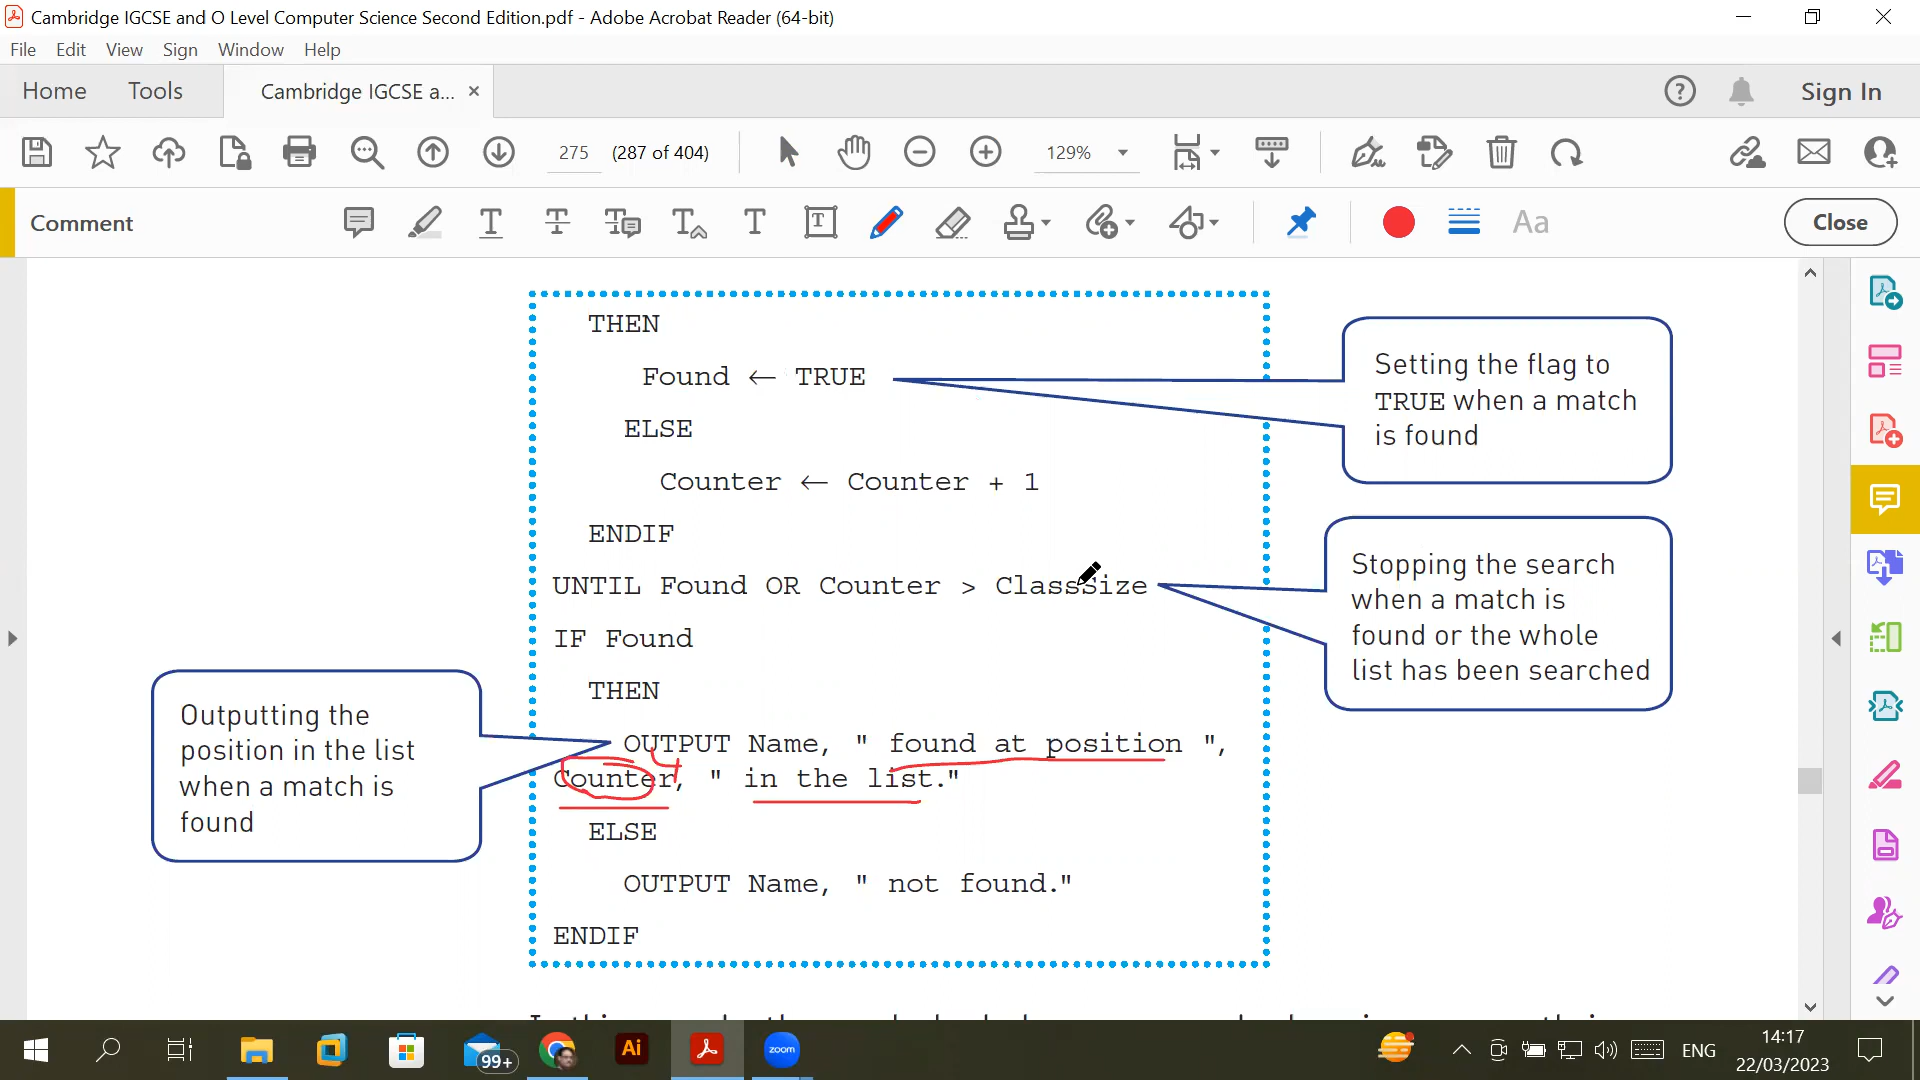 Cambridge IGCSE and O Level Computer Science Second Edition.pdf - Adobe Acrobat Reader (64-bit)
File Edit View Sign Window Help
Home Tools Cambridge IGCSE a... × Sign In
275 (287 of 404) 129%
Comment Aa Close
THEN
Found ← TRUE
ELSE
Counter ← Counter + 1
ENDIF
UNTIL Found OR Counter > ClassSize
IF Found
THEN
OUTPUT Name, " found at position ",
Counter, " in the list."
ELSE
OUTPUT Name, " not found."
ENDIF
Setting the flag to
TRUE when a match
is found
Stopping the search
when a match is
found or the whole
list has been searched
Outputting the
position in the list
when a match is
found
4
99+
Ai
zoom
ENG
14:17
22/03/2023